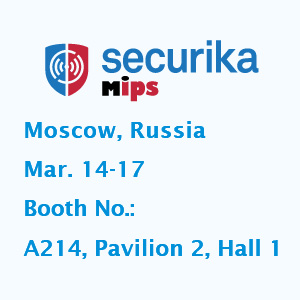 securika
Mips
Moscow, Russia
Mar. 14-17
Booth No.:
A214, Pavilion 2, Hall 1